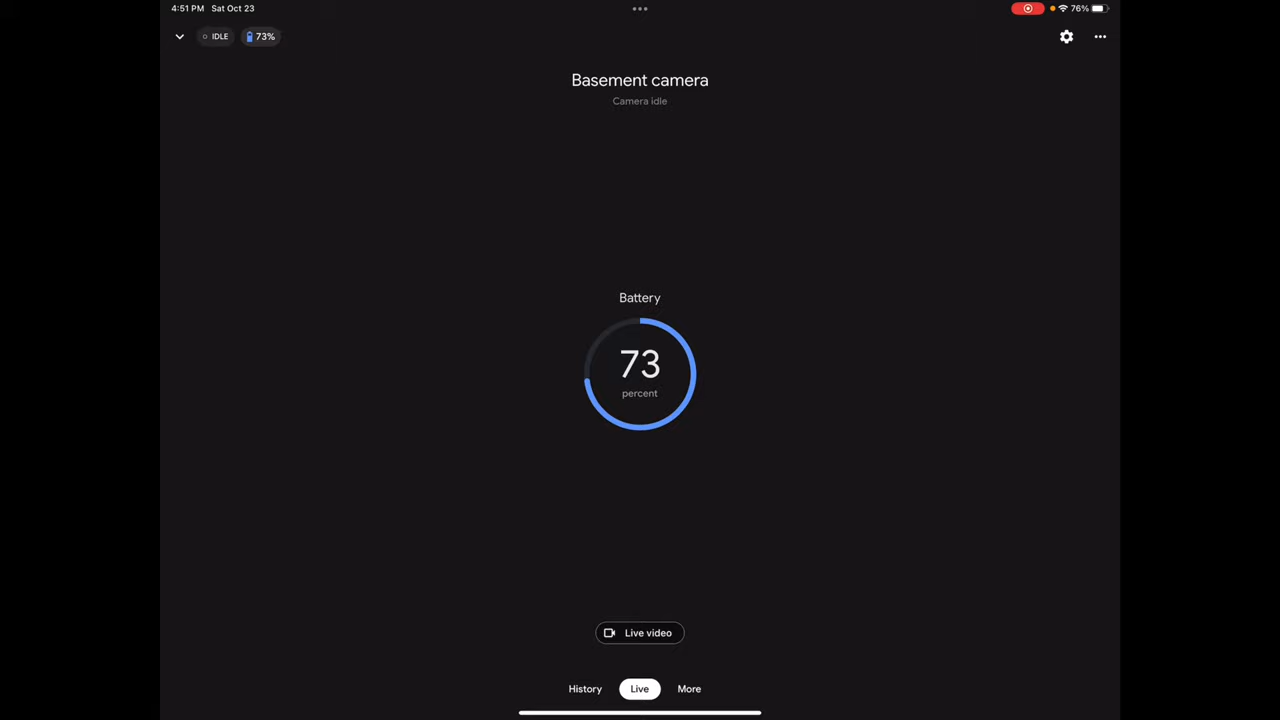 4:51 PM Sat Oct 23
76%
IDLE
73%
Basement camera
Camera idle
Battery
73
percent
Live video
History Live More